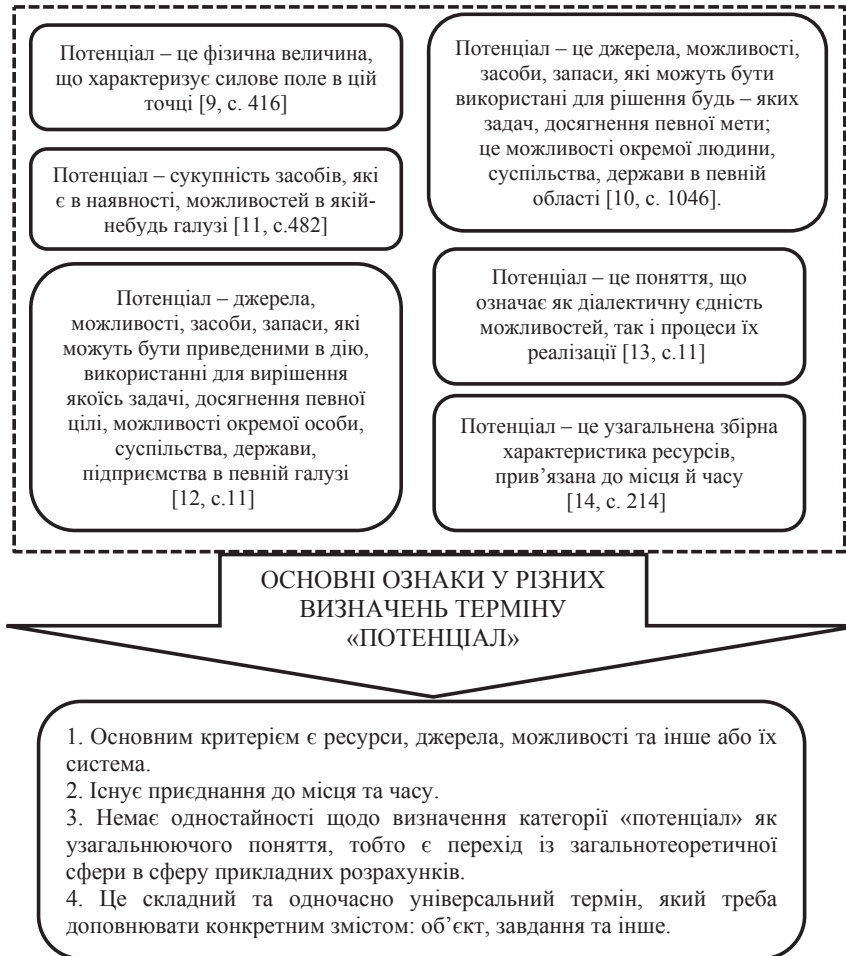 Потенціал – це фізична величина,
що характеризує силове поле в цій
точці [9, с. 416]
Потенціал – сукупність засобів, які
є в наявності, можливостей в якій-
небудь галузі [11, с.482]
Потенціал – джерела,
можливості, засоби, запаси, які
можуть бути приведеними в дію,
використанні для вирішення
якоїсь задачі, досягнення певної
цілі, можливості окремої особи,
суспільства, держави,
підприємства в певній галузі
[12, с.11]
Потенціал – це джерела, можливості,
засоби, запаси, які можуть бути
використані для рішення будь – яких
задач, досягнення певної мети;
це можливості окремої людини,
суспільства, держави в певній
області [10, с. 1046].
Потенціал – це поняття, що
означає як діалектичну єдність
можливостей, так і процеси їх
реалізації [13, с.11]
Потенціал – це узагальнена збірна
характеристика ресурсів,
прив’язана до місця й часу
[14, с. 214]
ОСНОВНІ ОЗНАКИ У РІЗНИХ
ВИЗНАЧЕНЬ ТЕРМІНУ
«ПОТЕНЦІАЛ»
1. Основним критерієм є ресурси, джерела, можливості та інше або їх
система.
2. Існує приєднання до місця та часу.
3. Немає одностайності щодо визначення категорії «потенціал» як
узагальнюючого поняття, тобто є перехід із загальнотеоретичної
сфери в сферу прикладних розрахунків.
4. Це складний та одночасно універсальний термін, який треба
доповнювати конкретним змістом: об’єкт, завдання та інше.